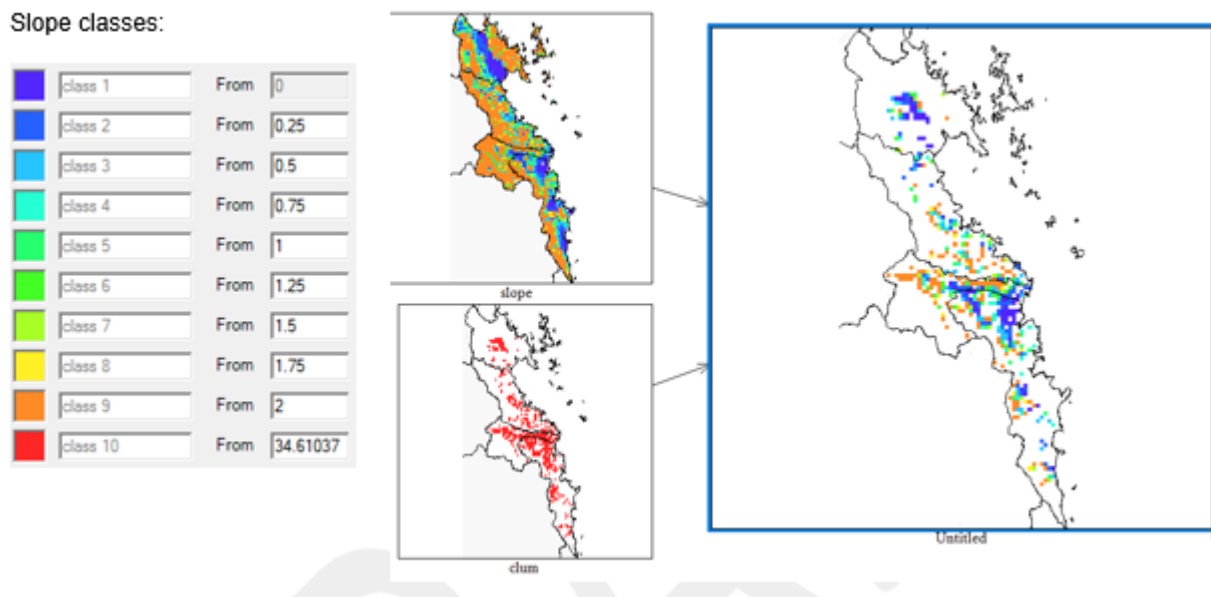 Slope classes:
class 1 From 0
class 2 From 0.25
class 3 From 0.5
class 4 From 0.75
class 5 From 1
class 6 From 1.25
class 7 From 1.5
class 8 From 1.75
class 9 From 2
class 10 From 34.61037
slope
clum
Untitled